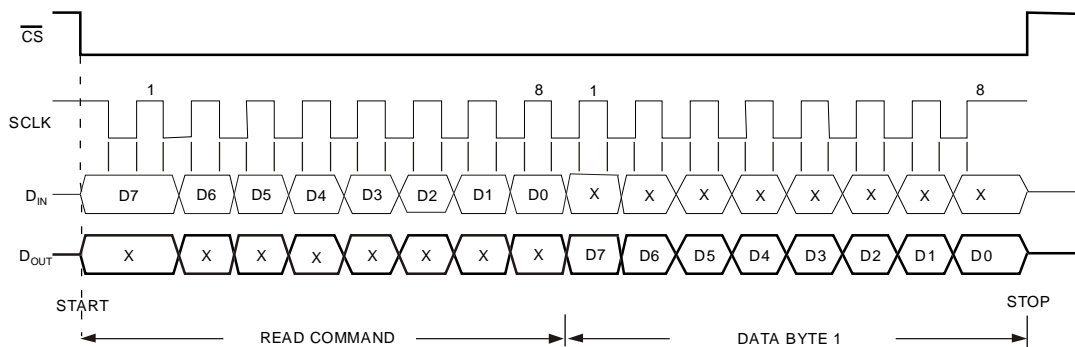 CS
1 8 1 8
SCLK
DIN D7 D6 D5 D4 D3 D2 D1 D0 X X X X X X X X
DOUT X X X X X X X X D7 D6 D5 D4 D3 D2 D1 D0
START STOP
READ COMMAND DATA BYTE 1